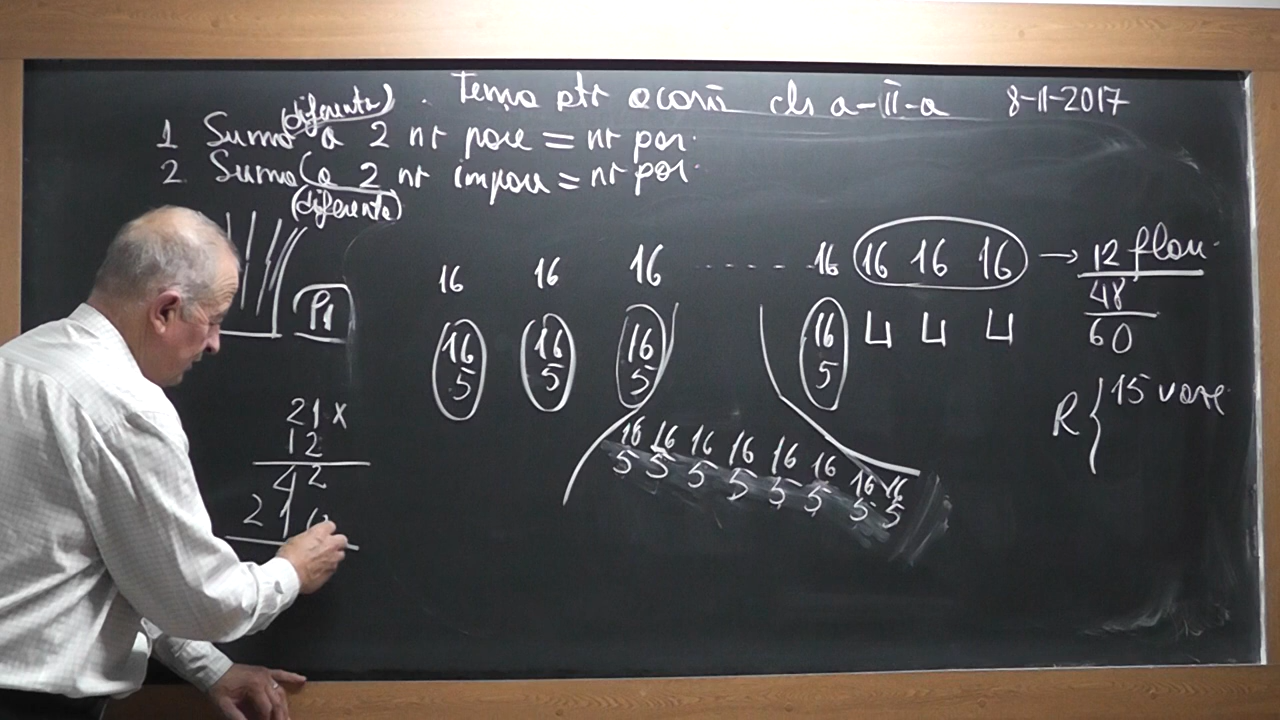 Tema ptr acasă cls a-II-a 8-11-2017
(diferenta)
1 Suma a 2 nr pare = nr par.
2. Suma a 2 nr impare = nr par.
(diferenta)
16 16 16 ........ 16 16 16 16 → 12 flori
48
60
P1
16 16 16 16 4 4 4
5 5 5 5
R { 15 vaze
21 x
12
42
210
16 16 16 16 16 16 16 16
5 5 5 5 5 5 5 5